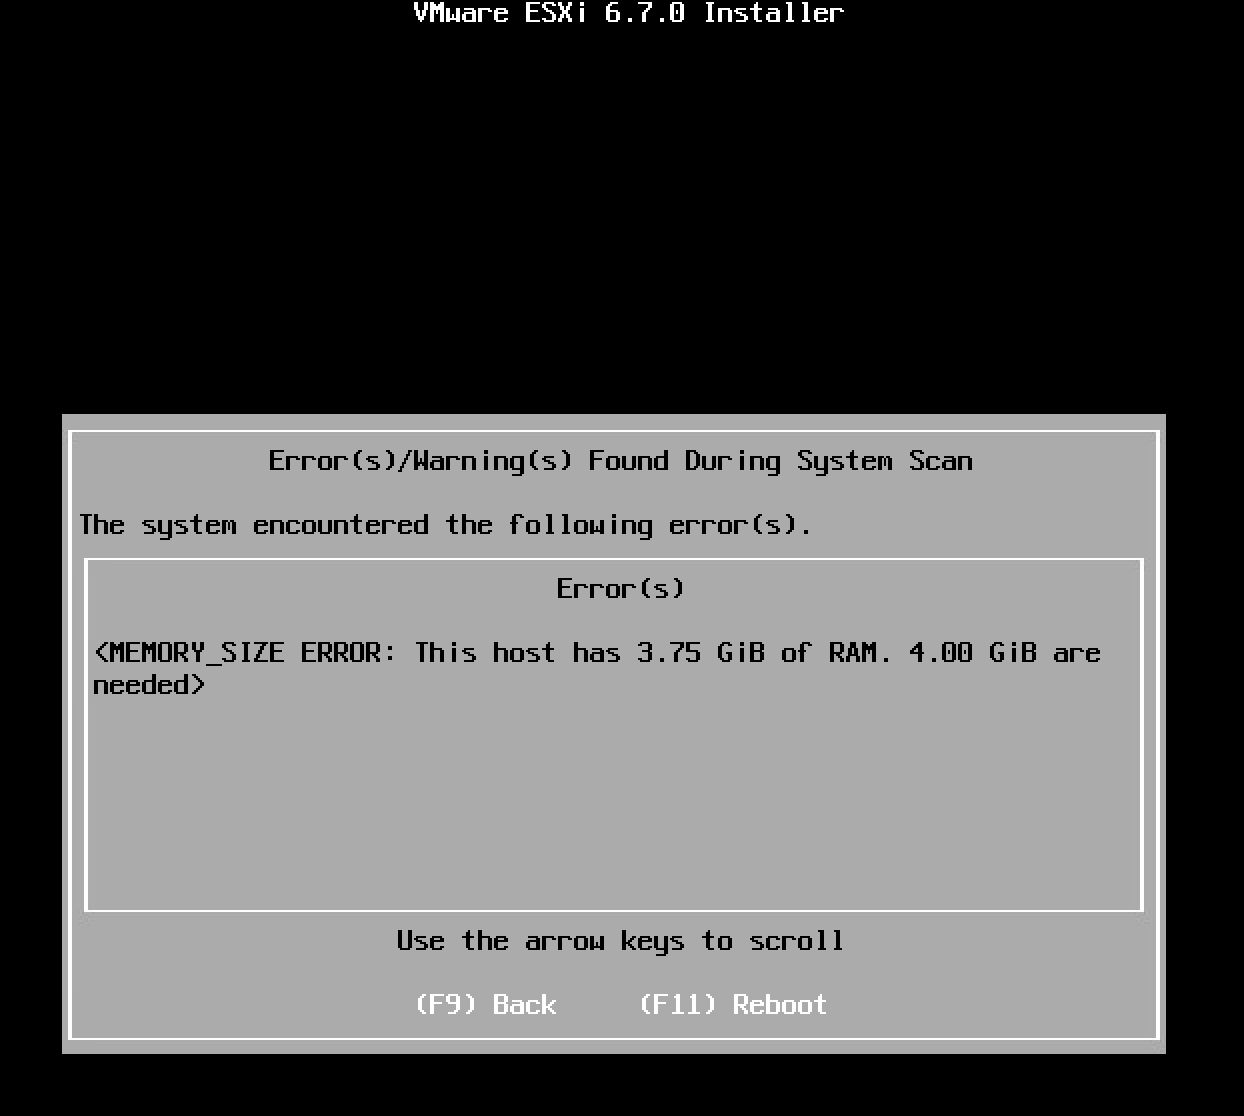 VMware ESXi 6.7.0 Installer
Error(s)/Warning(s) Found During System Scan
The system encountered the following error(s).
Error(s)
<MEMORY_SIZE ERROR: This host has 3.75 GiB of RAM. 4.00 GiB are
needed>
Use the arrow keys to scroll
(F9) Back     (F11) Reboot